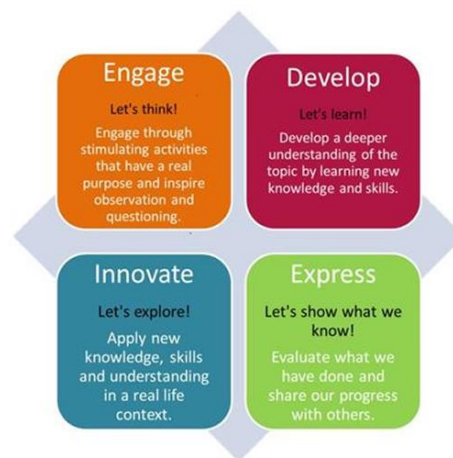 Engage
Let's think!
Engage through
stimulating activities
that have a real
purpose and inspire
observation and
questioning.
Develop
Let's learn!
Develop a deeper
understanding of the
topic by learning new
knowledge and skills.
Innovate
Let's explore!
Apply new
knowledge, skills
and understanding
in a real life
context.
Express
Let's show what we
know!
Evaluate what we
have done and
share our progress
with others.